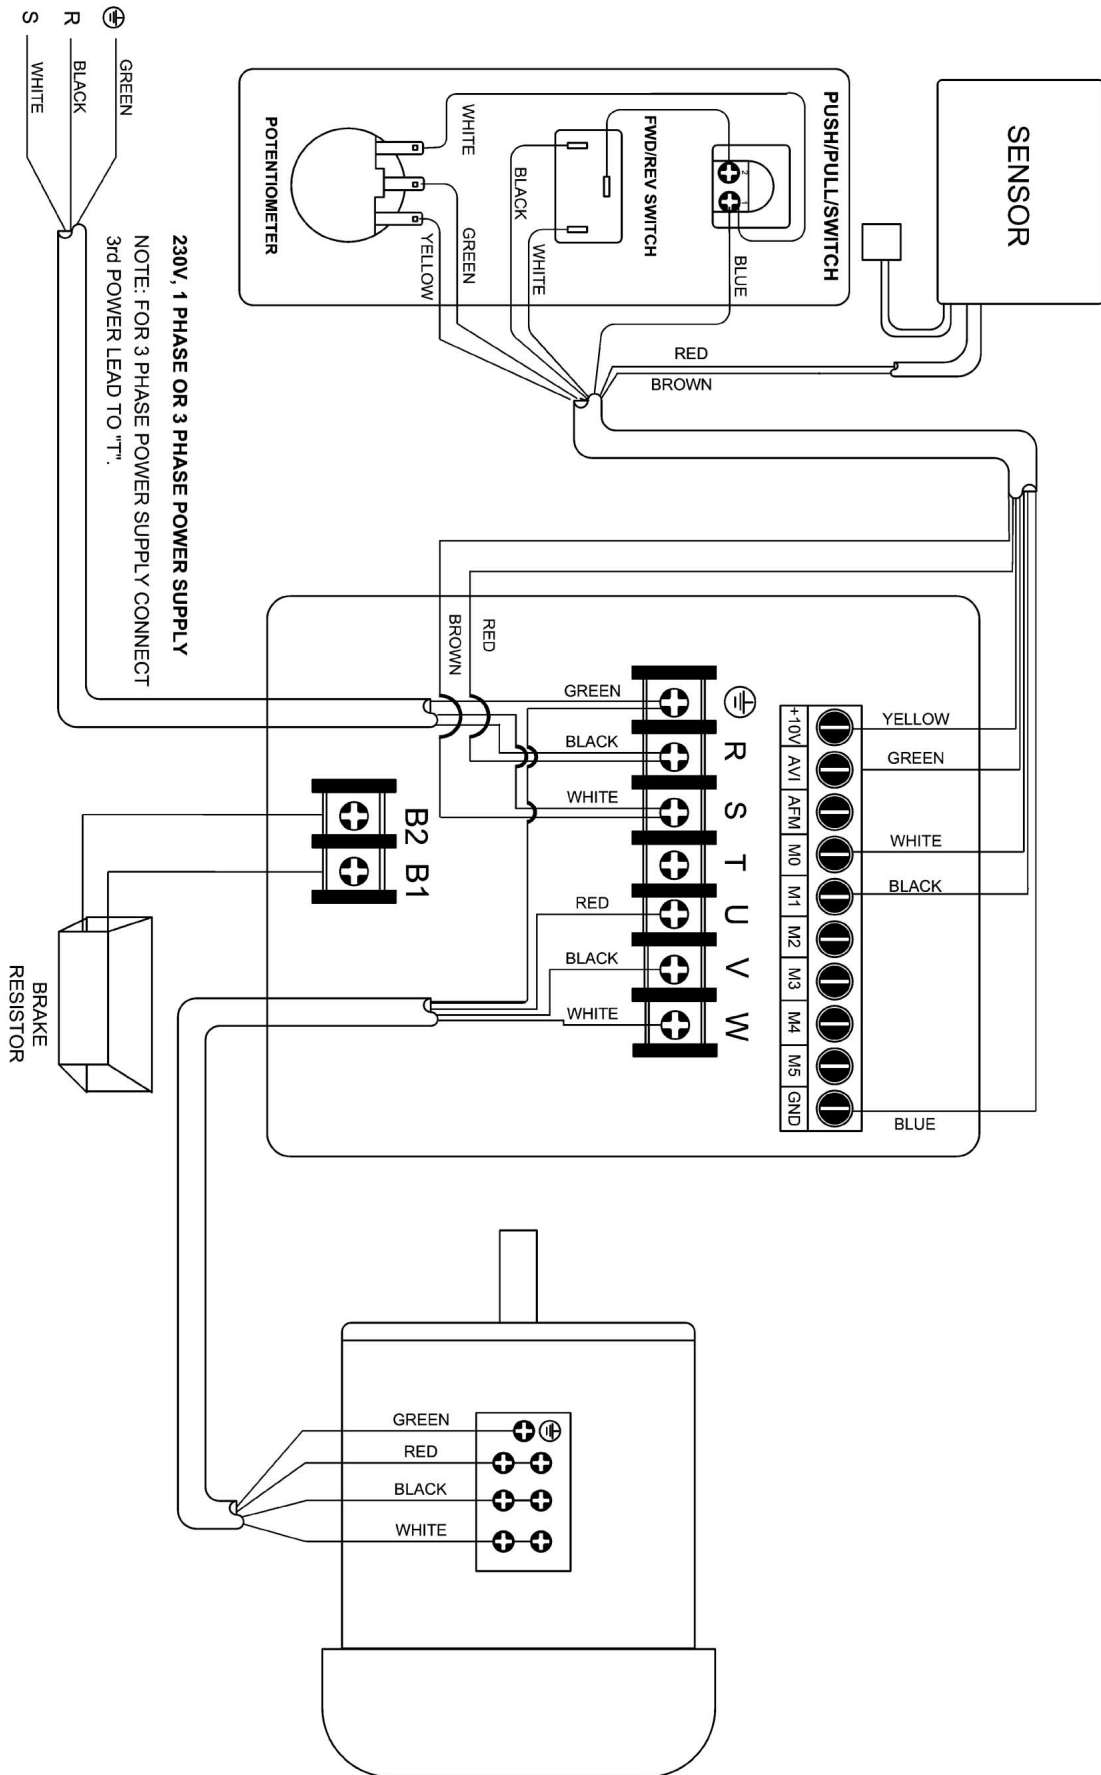 SENSOR
PUSH/PULL/SWITCH
2
1
BLUE
FWD/REV SWITCH
BLACK
WHITE
WHITE
GREEN
YELLOW
POTENTIOMETER
RED
BROWN
GREEN
BLACK
WHITE
R
S
230V, 1 PHASE OR 3 PHASE POWER SUPPLY
NOTE: FOR 3 PHASE POWER SUPPLY CONNECT
3rd POWER LEAD TO "T".
RED
BROWN
YELLOW
GREEN
WHITE
BLACK
BLUE
+10V
AVI
AFM
M0
M1
M2
M3
M4
M5
GND
R
S
T
U
V
W
GREEN
BLACK
WHITE
RED
BLACK
WHITE
B2
B1
BRAKE
RESISTOR
GREEN
RED
BLACK
WHITE